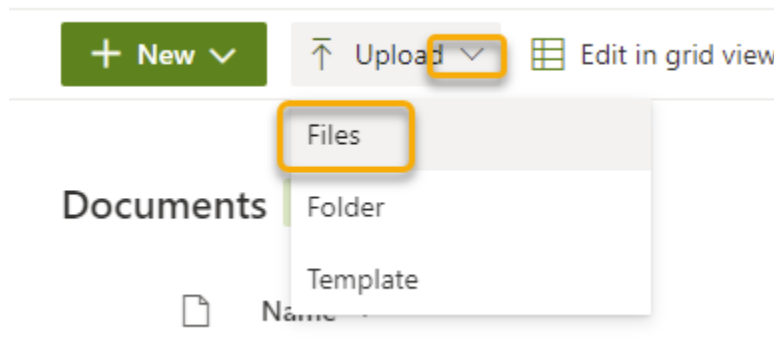 New Upload Edit in grid view
Files
Documents
Folder
Template
Name